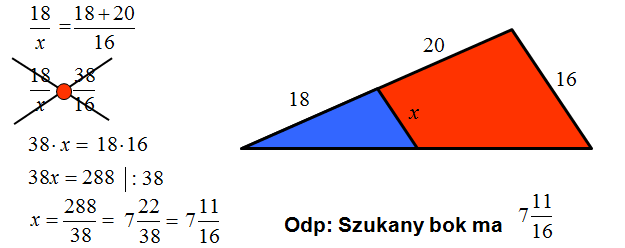 18/x = (18+20)/16
18/x 38/16
38·x = 18·16
38x = 288 |:38
x = 288/38 = 7 22/38 = 7 11/16
20
18
16
x
Odp: Szukany bok ma 7 11/16